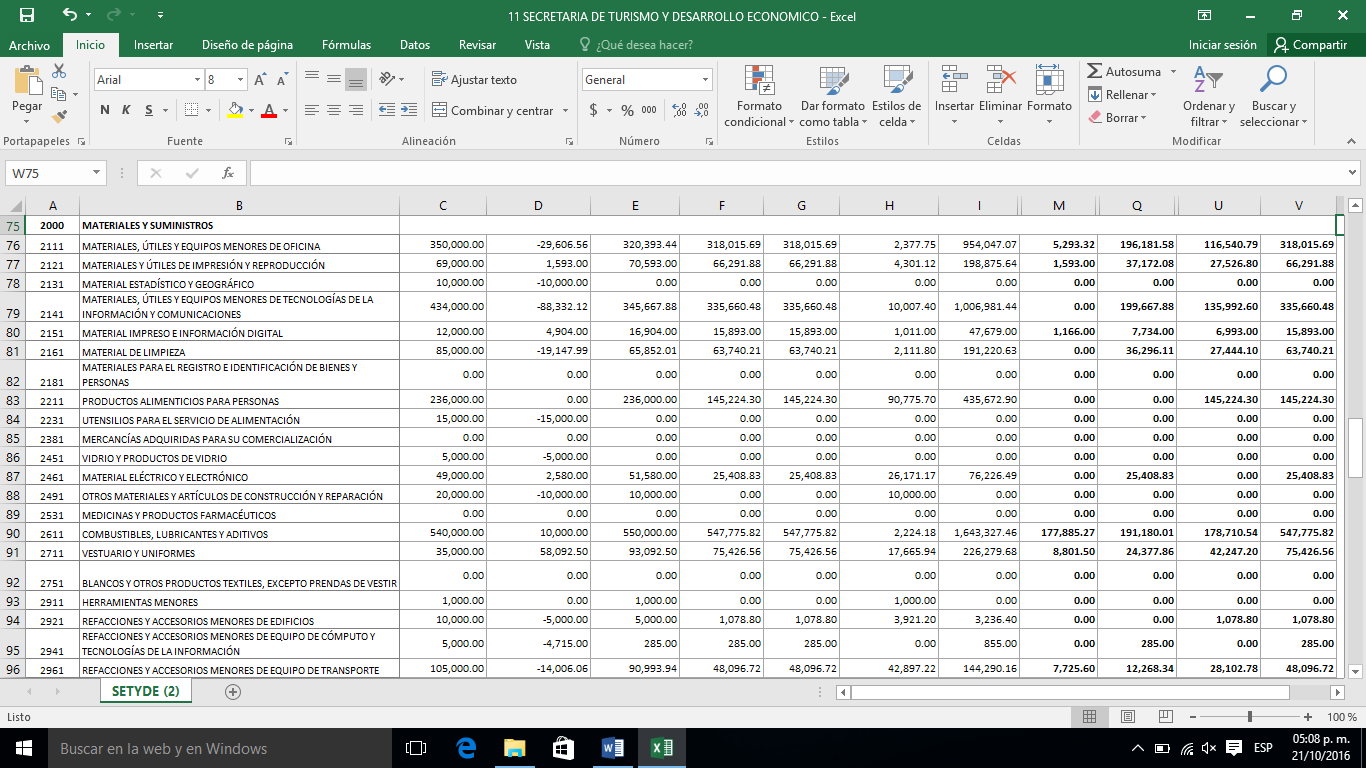 11 SECRETARIA DE TURISMO Y DESARROLLO ECONOMICO - Excel
Archivo Inicio Insertar Diseño de página Fórmulas Datos Revisar Vista ¿Qué desea hacer? Iniciar sesión Compartir
Pegar Arial 8 A A Ajustar texto General Formato condicional Dar formato como tabla Estilos de celda Insertar Eliminar Formato Autosuma Rellenar Borrar Ordenar y filtrar Buscar y seleccionar
N K S A Combinar y centrar $ % 000
Portapapeles Fuente Alineación Número Estilos Celdas Modificar
W75 fx
A B C D E F G H I M Q U V
75 2000 MATERIALES Y SUMINISTROS
76 2111 MATERIALES, ÚTILES Y EQUIPOS MENORES DE OFICINA 350,000.00 -29,606.56 320,393.44 318,015.69 318,015.69 2,377.75 954,047.07 5,293.32 196,181.58 116,540.79 318,015.69
77 2121 MATERIALES Y ÚTILES DE IMPRESIÓN Y REPRODUCCIÓN 69,000.00 1,593.00 70,593.00 66,291.88 66,291.88 4,301.12 198,875.64 1,593.00 37,172.08 27,526.80 66,291.88
78 2131 MATERIAL ESTADÍSTICO Y GEOGRÁFICO 10,000.00 -10,000.00 0.00 0.00 0.00 0.00 0.00 0.00 0.00 0.00 0.00
MATERIALES, ÚTILES Y EQUIPOS MENORES DE TECNOLOGÍAS DE LA
79 2141 INFORMACIÓN Y COMUNICACIONES 434,000.00 -88,332.12 345,667.88 335,660.48 335,660.48 10,007.40 1,006,981.44 0.00 199,667.88 135,992.60 335,660.48
80 2151 MATERIAL IMPRESO E INFORMACIÓN DIGITAL 12,000.00 4,904.00 16,904.00 15,893.00 15,893.00 1,011.00 47,679.00 1,166.00 7,734.00 6,993.00 15,893.00
81 2161 MATERIAL DE LIMPIEZA 85,000.00 -19,147.99 65,852.01 63,740.21 63,740.21 2,111.80 191,220.63 0.00 36,296.11 27,444.10 63,740.21
MATERIALES PARA EL REGISTRO E IDENTIFICACIÓN DE BIENES Y
82 2181 PERSONAS 0.00 0.00 0.00 0.00 0.00 0.00 0.00 0.00 0.00 0.00 0.00
83 2211 PRODUCTOS ALIMENTICIOS PARA PERSONAS 236,000.00 0.00 236,000.00 145,224.30 145,224.30 90,775.70 435,672.90 0.00 0.00 145,224.30 145,224.30
84 2231 UTENSILIOS PARA EL SERVICIO DE ALIMENTACIÓN 15,000.00 -15,000.00 0.00 0.00 0.00 0.00 0.00 0.00 0.00 0.00 0.00
85 2381 MERCANCÍAS ADQUIRIDAS PARA SU COMERCIALIZACIÓN 0.00 0.00 0.00 0.00 0.00 0.00 0.00 0.00 0.00 0.00 0.00
86 2451 VIDRIO Y PRODUCTOS DE VIDRIO 5,000.00 -5,000.00 0.00 0.00 0.00 0.00 0.00 0.00 0.00 0.00 0.00
87 2461 MATERIAL ELÉCTRICO Y ELECTRÓNICO 49,000.00 2,580.00 51,580.00 25,408.83 25,408.83 26,171.17 76,226.49 0.00 25,408.83 0.00 25,408.83
88 2491 OTROS MATERIALES Y ARTÍCULOS DE CONSTRUCCIÓN Y REPARACIÓN 20,000.00 -10,000.00 10,000.00 0.00 0.00 10,000.00 0.00 0.00 0.00 0.00 0.00
89 2531 MEDICINAS Y PRODUCTOS FARMACÉUTICOS 0.00 0.00 0.00 0.00 0.00 0.00 0.00 0.00 0.00 0.00 0.00
90 2611 COMBUSTIBLES, LUBRICANTES Y ADITIVOS 540,000.00 10,000.00 550,000.00 547,775.82 547,775.82 2,224.18 1,643,327.46 177,885.27 191,180.01 178,710.54 547,775.82
91 2711 VESTUARIO Y UNIFORMES 35,000.00 58,092.50 93,092.50 75,426.56 75,426.56 17,665.94 226,279.68 8,801.50 24,377.86 42,247.20 75,426.56
92 2751 BLANCOS Y OTROS PRODUCTOS TEXTILES, EXCEPTO PRENDAS DE VESTIR 0.00 0.00 0.00 0.00 0.00 0.00 0.00 0.00 0.00 0.00 0.00
93 2911 HERRAMIENTAS MENORES 1,000.00 0.00 1,000.00 0.00 0.00 1,000.00 0.00 0.00 0.00 0.00 0.00
94 2921 REFACCIONES Y ACCESORIOS MENORES DE EDIFICIOS 10,000.00 -5,000.00 5,000.00 1,078.80 1,078.80 3,921.20 3,236.40 0.00 0.00 1,078.80 1,078.80
REFACCIONES Y ACCESORIOS MENORES DE EQUIPO DE CÓMPUTO Y
95 2941 TECNOLOGÍAS DE LA INFORMACIÓN 5,000.00 -4,715.00 285.00 285.00 285.00 0.00 855.00 0.00 285.00 0.00 285.00
96 2961 REFACCIONES Y ACCESORIOS MENORES DE EQUIPO DE TRANSPORTE 105,000.00 -14,006.06 90,993.94 48,096.72 48,096.72 42,897.22 144,290.16 7,725.60 12,268.34 28,102.78 48,096.72
SETYDE (2)
Listo 100 %
Buscar en la web y en Windows ESP 05:08 p. m.
21/10/2016